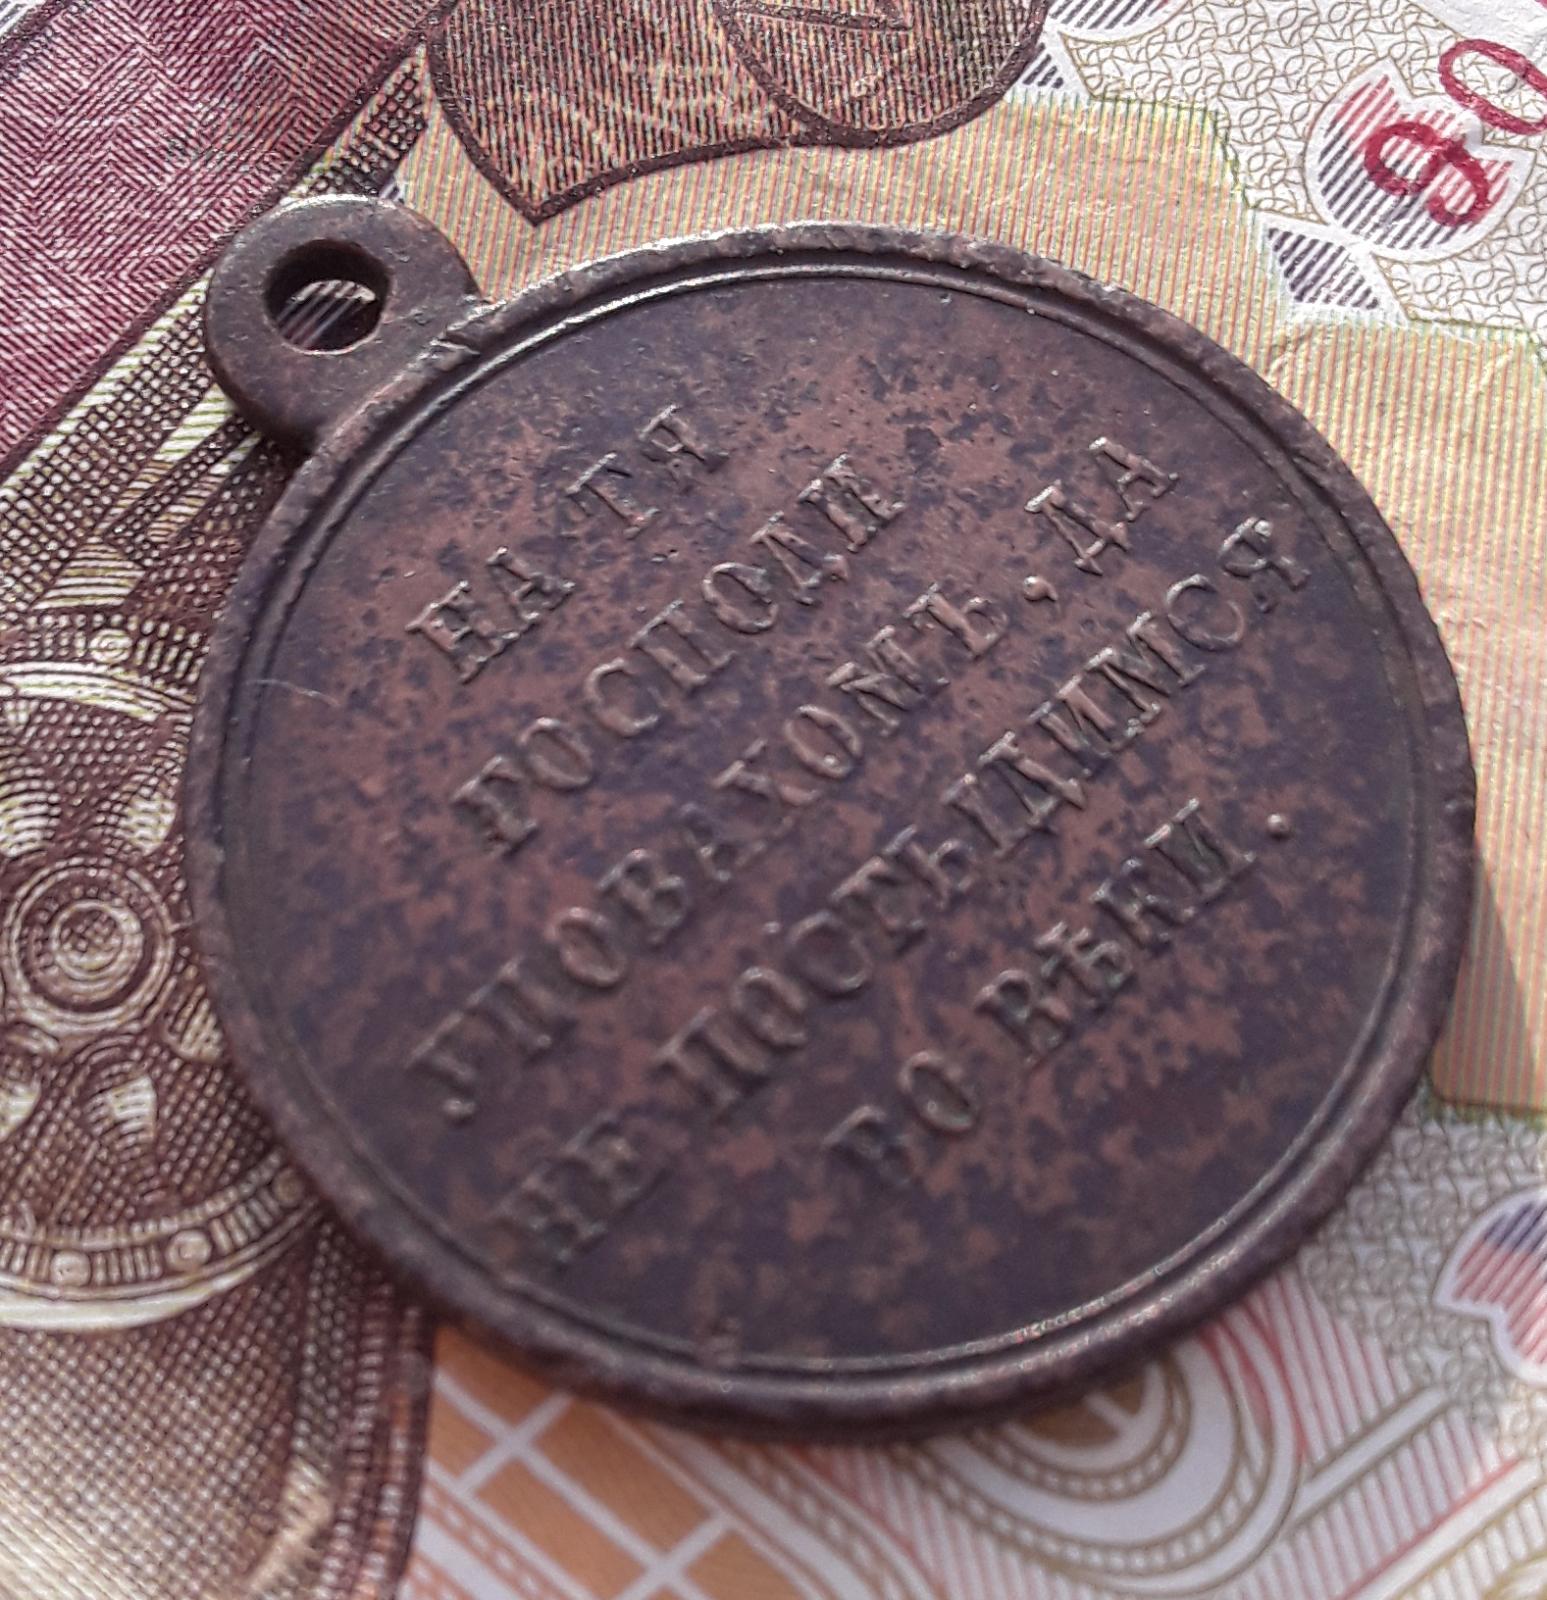 НА ТЯ
ГОСПОДИ
УПОВАХОМЪ, ДА
НЕ ПОСТЫДИМСЯ
ВО ВѢКИ.